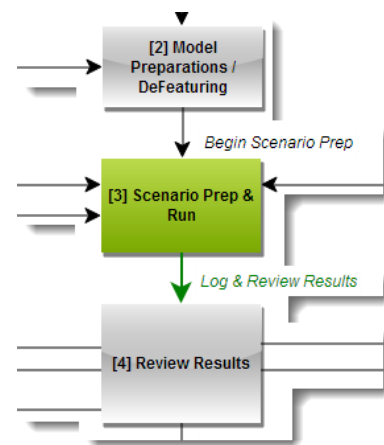 [2] Model
Preparations /
DeFeaturing
Begin Scenario Prep
[3] Scenario Prep &
Run
Log & Review Results
[4] Review Results